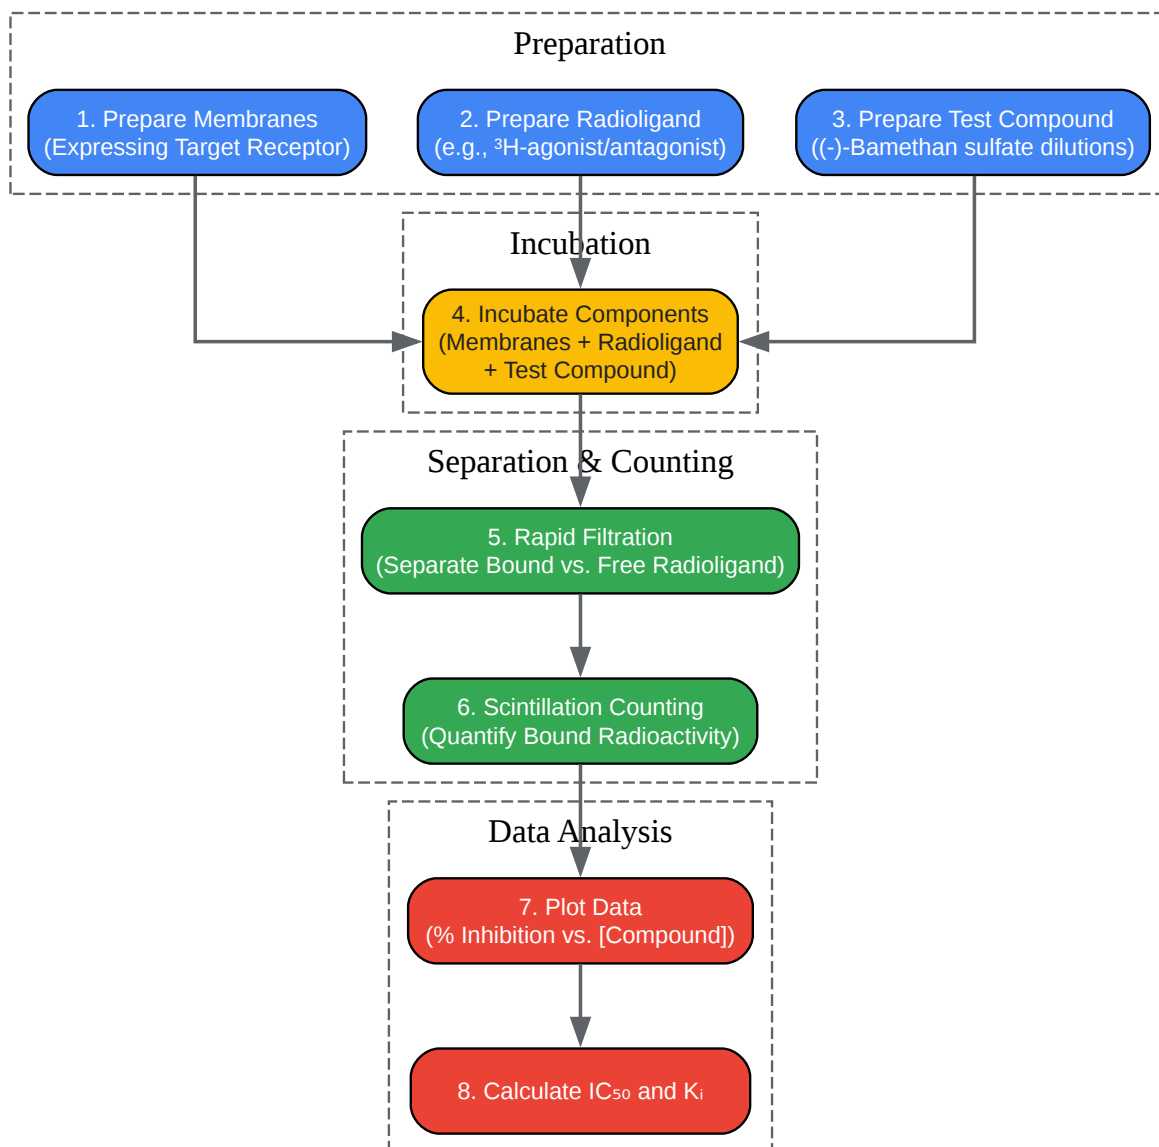 Preparation
1. Prepare Membranes
(Expressing Target Receptor)
2. Prepare Radioligand
(e.g., ³H-agonist/antagonist)
3. Prepare Test Compound
((-)-Bamethan sulfate dilutions)
Incubation
4. Incubate Components
(Membranes + Radioligand
+ Test Compound)
Separation & Counting
5. Rapid Filtration
(Separate Bound vs. Free Radioligand)
6. Scintillation Counting
(Quantify Bound Radioactivity)
Data Analysis
7. Plot Data
(% Inhibition vs. [Compound])
8. Calculate IC₅₀ and Kᵢ